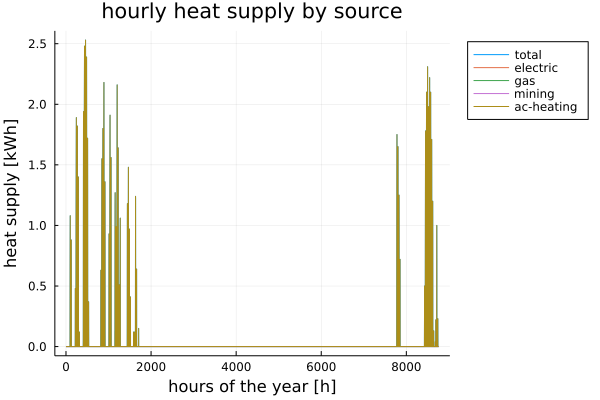 hourly heat supply by source
2.5
2.0
1.5
1.0
0.5
0.0
heat supply [kWh]
0 2000 4000 6000 8000
hours of the year [h]
total
electric
gas
mining
ac-heating